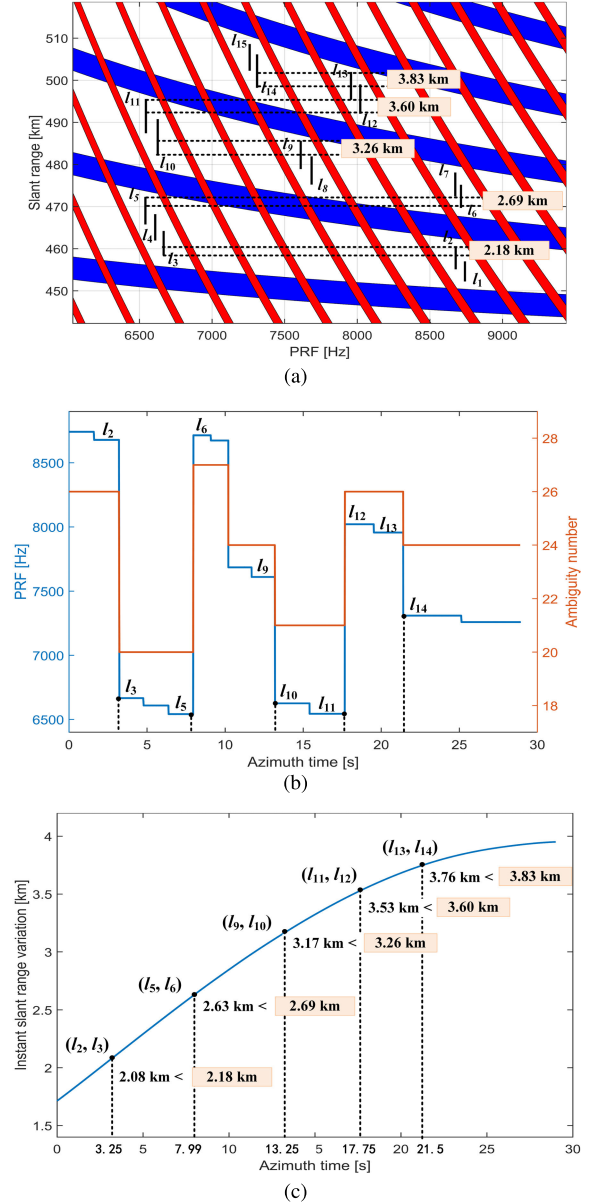 l15
510
l13
l14
3.83 km
500
l11
3.60 km
l12
490
l10
l9
3.26 km
l7
480
l8
l5
2.69 km
l6
470
l4
l2
l3
2.18 km
460
l1
450
Slant range [km]
6500 7000 7500 8000 8500 9000
PRF [Hz]
(a)
l2 l6 l12 l13 l9 l14 l3 l5 l10 l11
8500 8000 7500 7000 6500
PRF [Hz]
28 26 24 22 20 18
Ambiguity number
0 5 10 15 20 25 30
Azimuth time [s]
(b)
4 3.5 3 2.5 2 1.5
Instant slant range variation [km]
(l13, l14)
3.76 km < 3.83 km
(l11, l12)
3.53 km < 3.60 km
(l9, l10)
3.17 km < 3.26 km
(l5, l6)
2.63 km < 2.69 km
(l2, l3)
2.08 km < 2.18 km
0 3.25 7.99 13.25 5 17.75 20 21.5 25 30
Azimuth time [s]
(c)